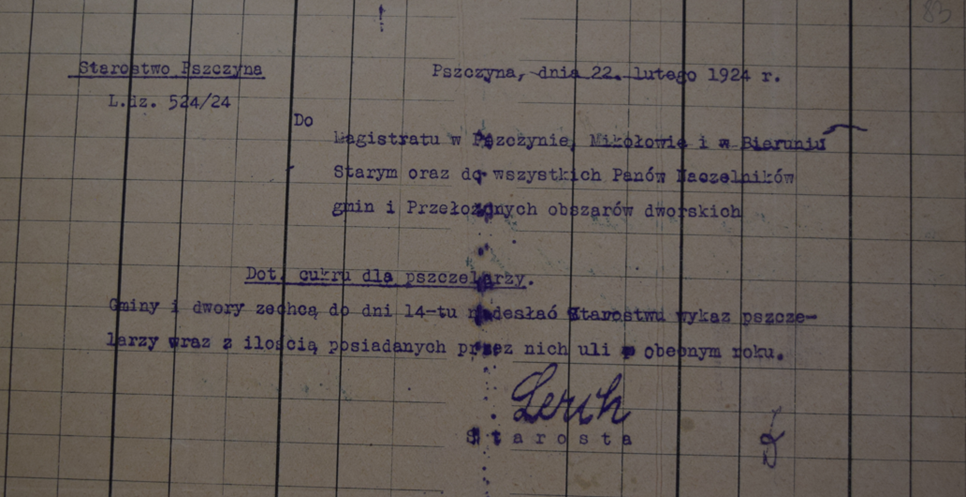 83
Starostwo Pszczyna
Pszczyna, dnia 22. lutego 1924 r.
L.dz. 524/24
Do
Magistratu w Pszczynie, Mikołowie i w Bieruniu
Starym oraz do wszystkich Panów Naczelników
gmin i Przełożonych obszarów dworskich
Dot. cukru dla pszczelarzy.
Gminy i dwory zechcą do dni 14-tu nadesłać Starostwu wykaz pszcze-
larzy wraz z ilością posiadanych przez nich uli w obecnym roku.
Lerch
Starosta